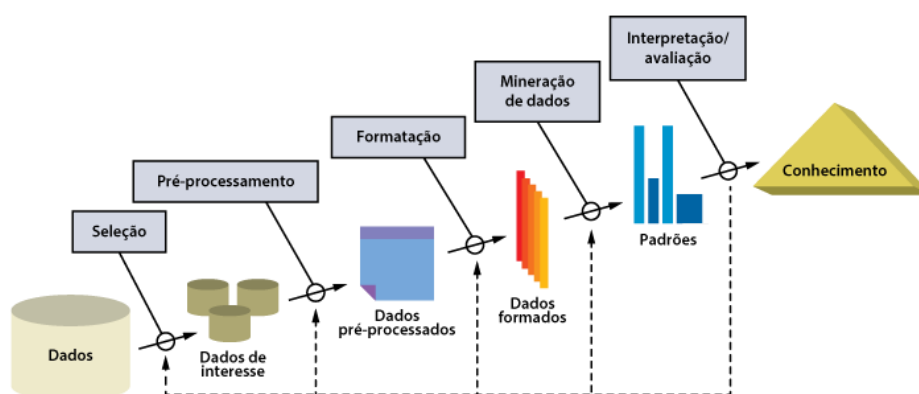 Interpretação/
avaliação
Mineração
de dados
Formatação
Pré-processamento
Seleção
Conhecimento
Padrões
Dados
formados
Dados
pré-processados
Dados de
interesse
Dados